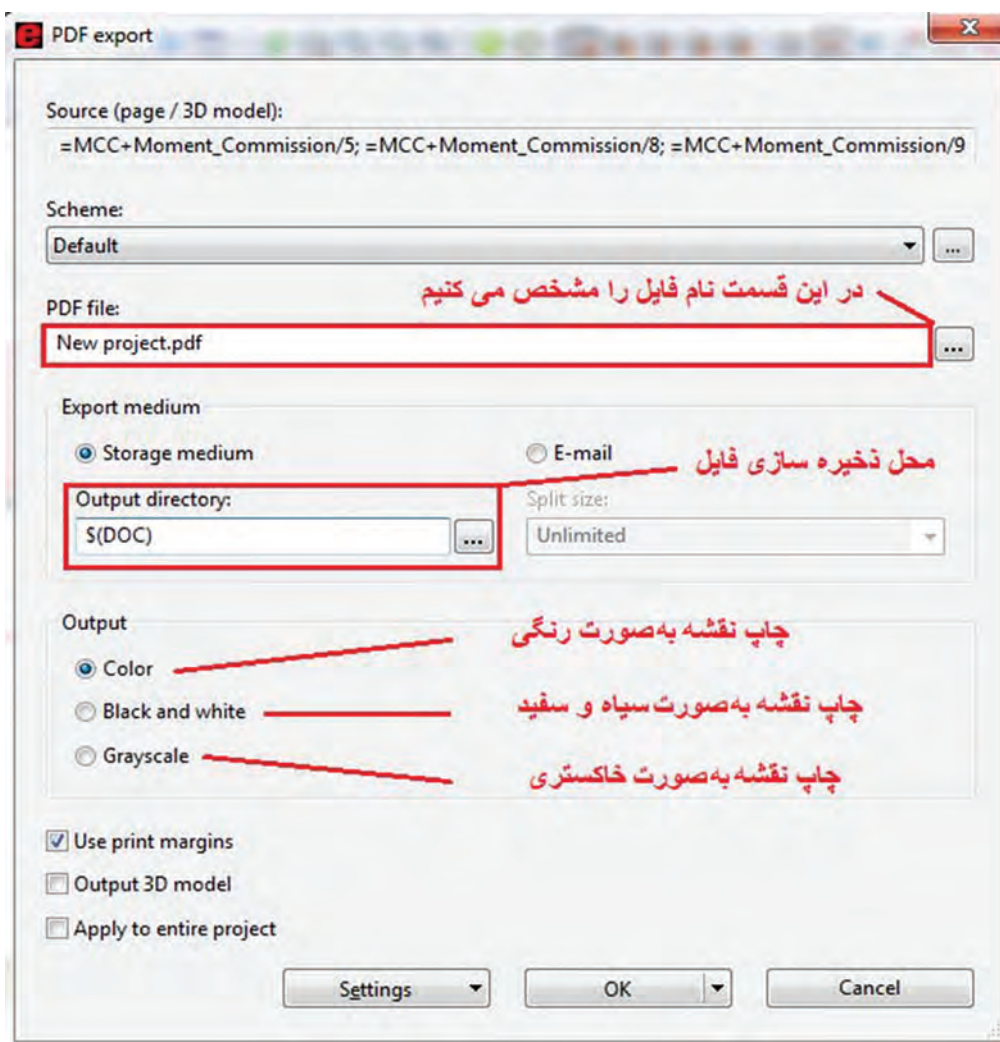 PDF export
Source (page / 3D model):
=MCC+Moment_Commission/5; =MCC+Moment_Commission/8; =MCC+Moment_Commission/9
Scheme:
Default
...
در این قسمت نام فایل را مشخص می کنیم
PDF file:
New project.pdf
...
Export medium
Storage medium
E-mail
محل ذخیره سازی فایل
Output directory:
Split size:
$(DOC)
...
Unlimited
Output
چاپ نقشه به‌صورت رنگی
Color
Black and white
چاپ نقشه به‌صورت سیاه و سفید
Grayscale
چاپ نقشه به‌صورت خاکستری
Use print margins
Output 3D model
Apply to entire project
Settings
OK
Cancel